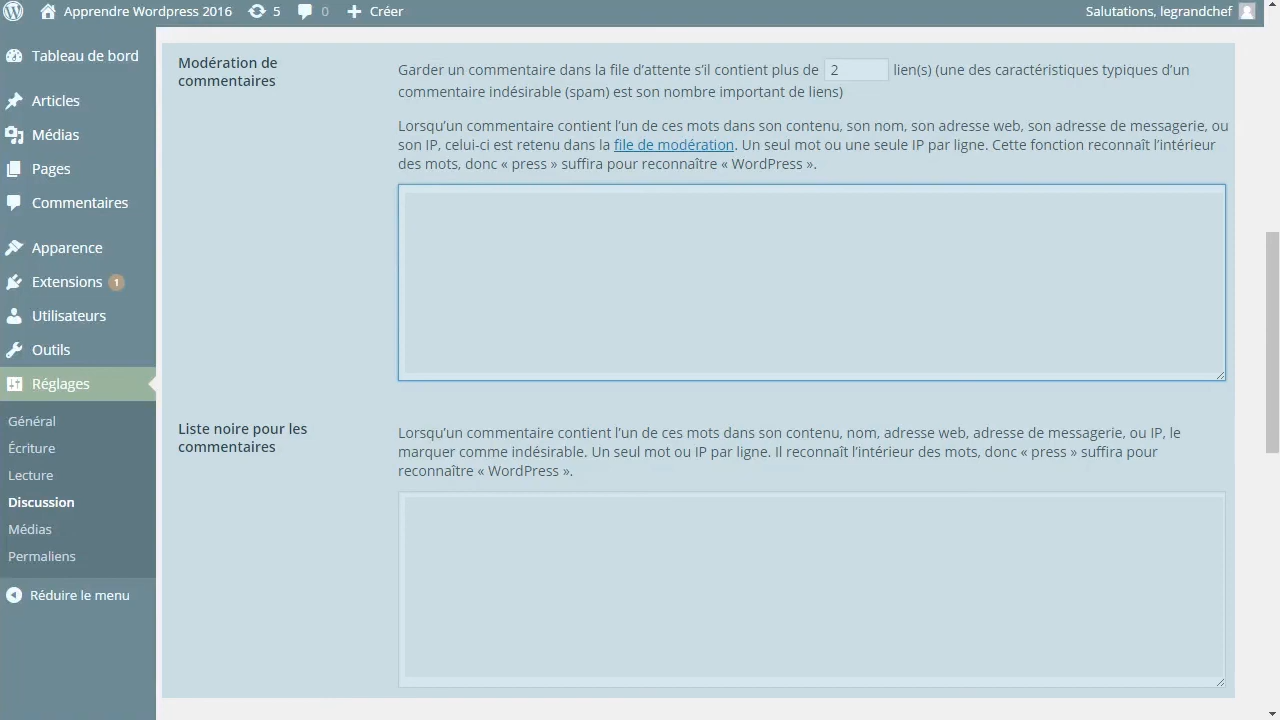 Apprendre Wordpress 2016 5 0 Créer Salutations, legrandchef
Tableau de bord
Articles
Médias
Pages
Commentaires
Apparence
Extensions 1
Utilisateurs
Outils
Réglages
Général
Écriture
Lecture
Discussion
Médias
Permaliens
Réduire le menu
Modération de
commentaires
Garder un commentaire dans la file d’attente s’il contient plus de 2 lien(s) (une des caractéristiques typiques d’un
commentaire indésirable (spam) est son nombre important de liens)
Lorsqu’un commentaire contient l’un de ces mots dans son contenu, son nom, son adresse web, son adresse de messagerie, ou
son IP, celui-ci est retenu dans la file de modération. Un seul mot ou une seule IP par ligne. Cette fonction reconnaît l’intérieur
des mots, donc « press » suffira pour reconnaître « WordPress ».
Liste noire pour les
commentaires
Lorsqu’un commentaire contient l’un de ces mots dans son contenu, nom, adresse web, adresse de messagerie, ou IP, le
marquer comme indésirable. Un seul mot ou IP par ligne. Il reconnaît l’intérieur des mots, donc « press » suffira pour
reconnaître « WordPress ».